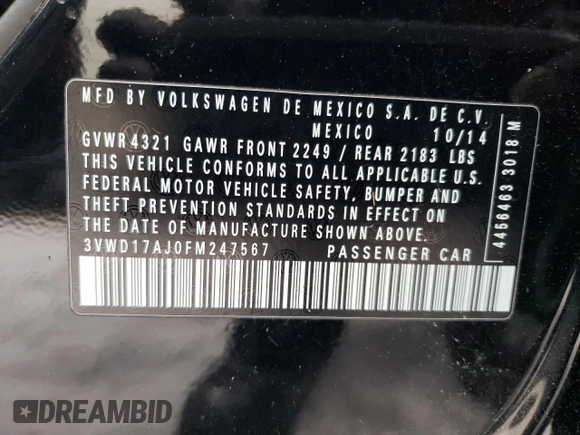 MFD BY VOLKSWAGEN DE MEXICO S.A. DE C.V.
MEXICO 10/14
GVWR 4321 GAWR FRONT 2249 / REAR 2183 LBS
THIS VEHICLE CONFORMS TO ALL APPLICABLE U.S.
FEDERAL MOTOR VEHICLE SAFETY, BUMPER AND
THEFT PREVENTION STANDARDS IN EFFECT ON
THE DATE OF MANUFACTURE SHOWN ABOVE.
3VWD17AJ0FM247567 PASSENGER CAR
4456463 3018 M
DREAMBID